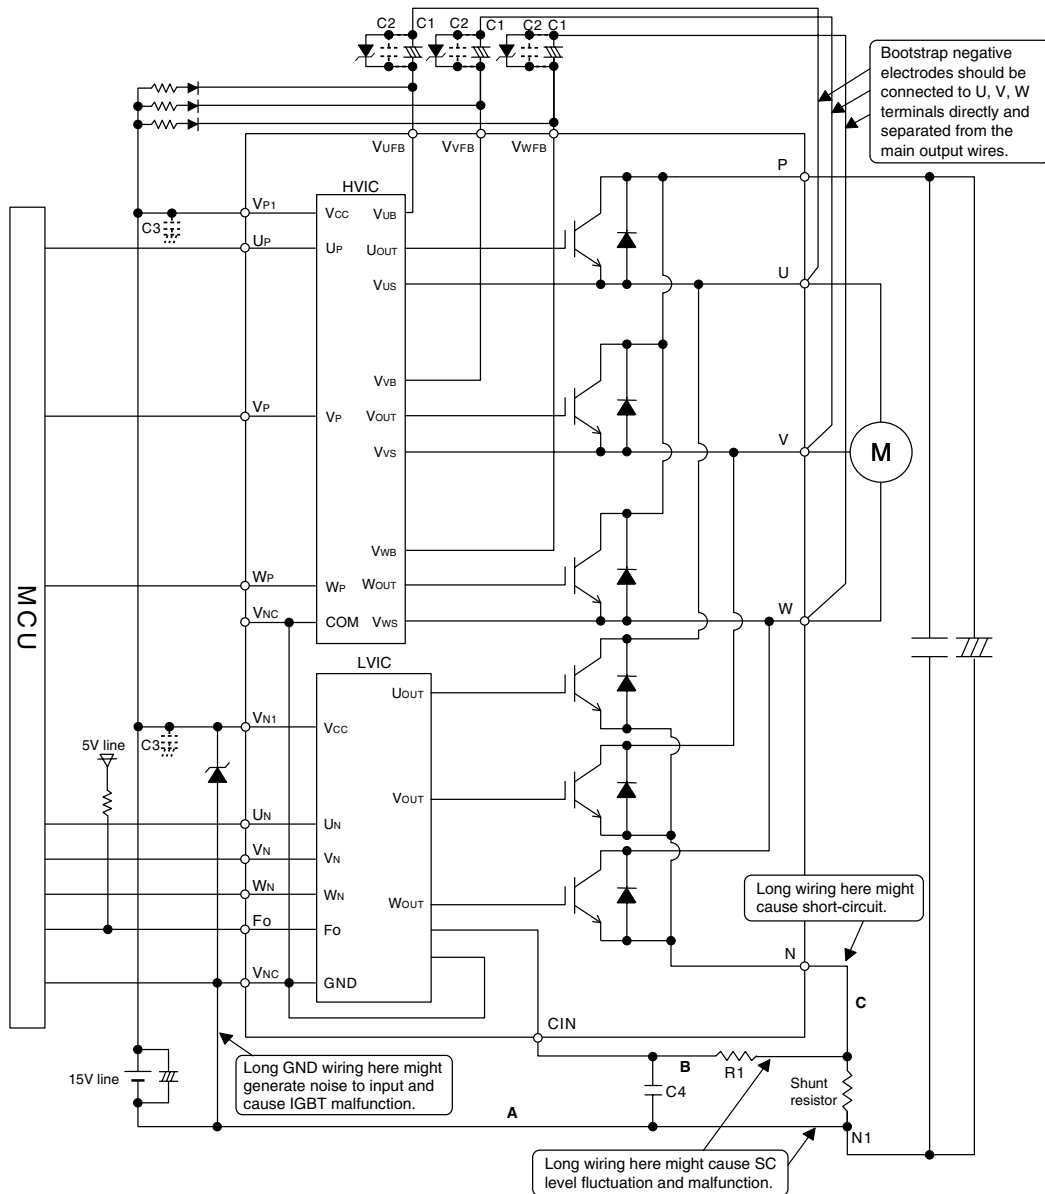 C2 C1 C2 C1 C2 C1
Bootstrap negative
electrodes should be
connected to U, V, W
terminals directly and
separated from the
main output wires.
VUFB VVFB VWFB
P
HVIC
VP1 VCC VUB
C3
UP UP UOUT
U
VUS
VVB
VP VP VOUT
V
VVS
M
VWB
WP WP WOUT
W
VNC COM VWS
MCU
LVIC
UOUT
VN1 VCC
5V line C3
VOUT
UN UN
VN VN
WN WN WOUT
Long wiring here might
cause short-circuit.
Fo Fo
N
VNC GND
C
CIN
15V line
Long GND wiring here might
generate noise to input and
cause IGBT malfunction.
B
R1
C4
Shunt
resistor
A
N1
Long wiring here might cause SC
level fluctuation and malfunction.